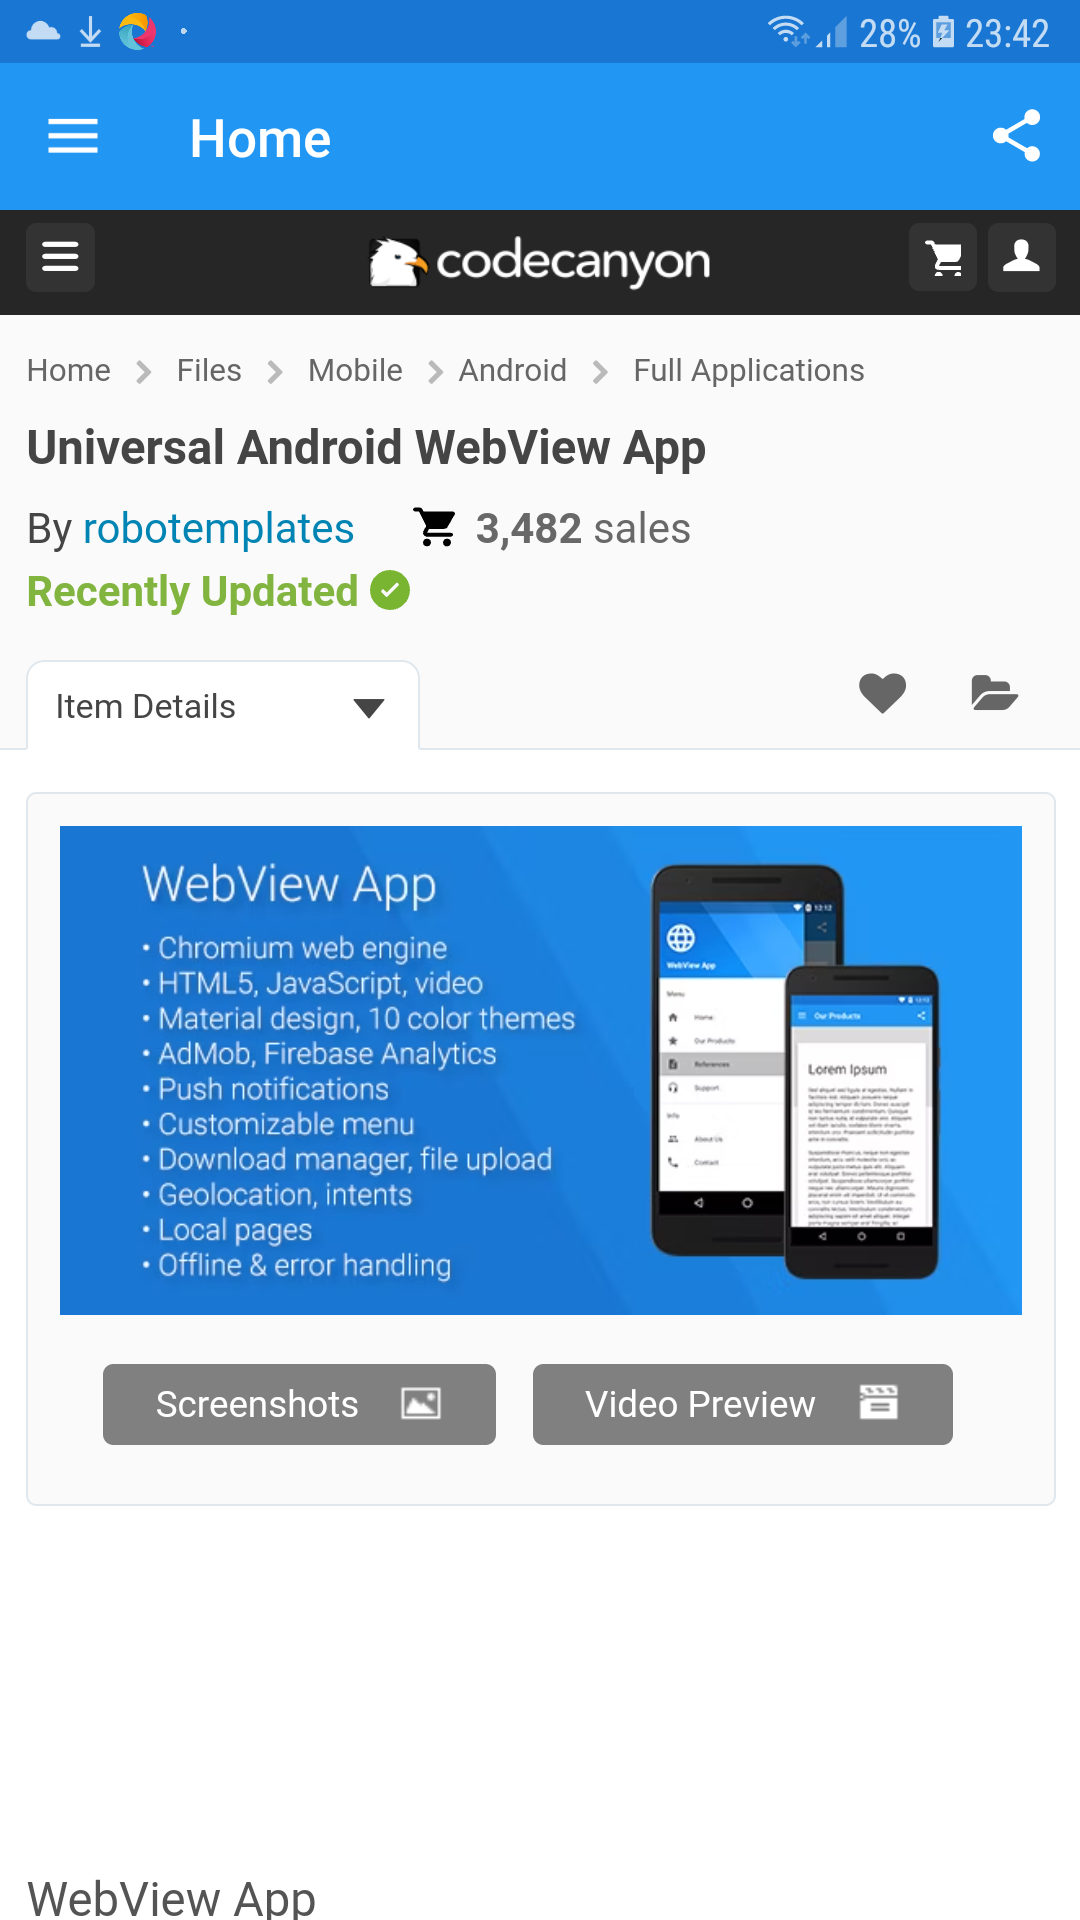 28% 23:42
Home
codecanyon
Home Files Mobile Android Full Applications
Universal Android WebView App
By robotemplates 3,482 sales
Recently Updated
Item Details
WebView App
• Chromium web engine
• HTML5, JavaScript, video
• Material design, 10 color themes
• AdMob, Firebase Analytics
• Push notifications
• Customizable menu
• Download manager, file upload
• Geolocation, intents
• Local pages
• Offline & error handling
12:12
WebView App
Menu
Home
Our Products
References
Support
Info
About Us
Contact
12:12
Our Products
Lorem Ipsum
Screenshots
Video Preview
WebView App